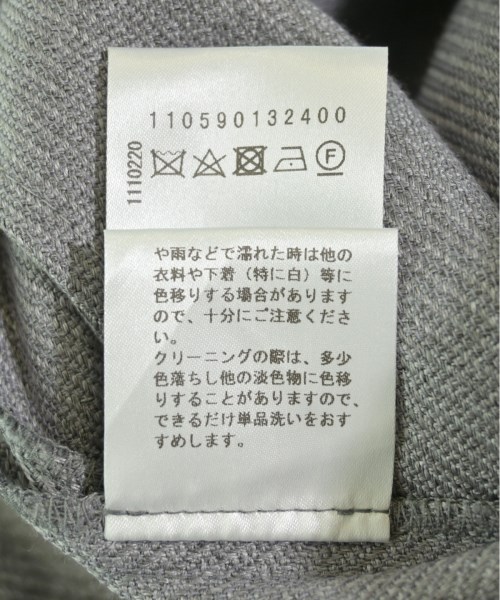 110590132400
1110220
F
や雨などで濡れた時は他の
衣料や下着（特に白）等に
色移りする場合があります
ので、十分にご注意くださ
い。
クリーニングの際は、多少
色落ちし他の淡色物に色移
りすることがありますので、
できるだけ単品洗いをおす
すめします。